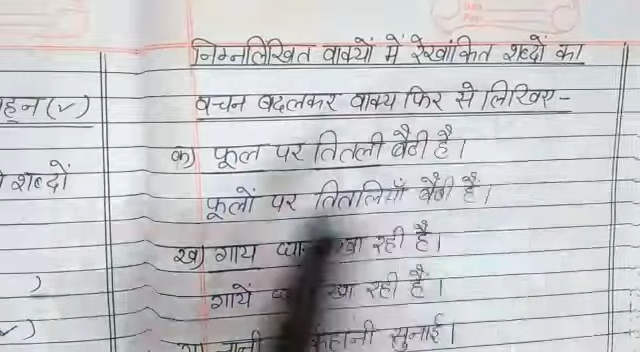 निम्नलिखित वाक्यों में रेखांकित शब्दों का
वचन बदलकर वाक्य फिर से लिखिए-
क) फूल पर तितली बैठी है।
फूलों पर तितलियाँ बैठी हैं।
शब्दों
ख) गाय खा रही है।
गायें खा रही हैं।
सुनाई।